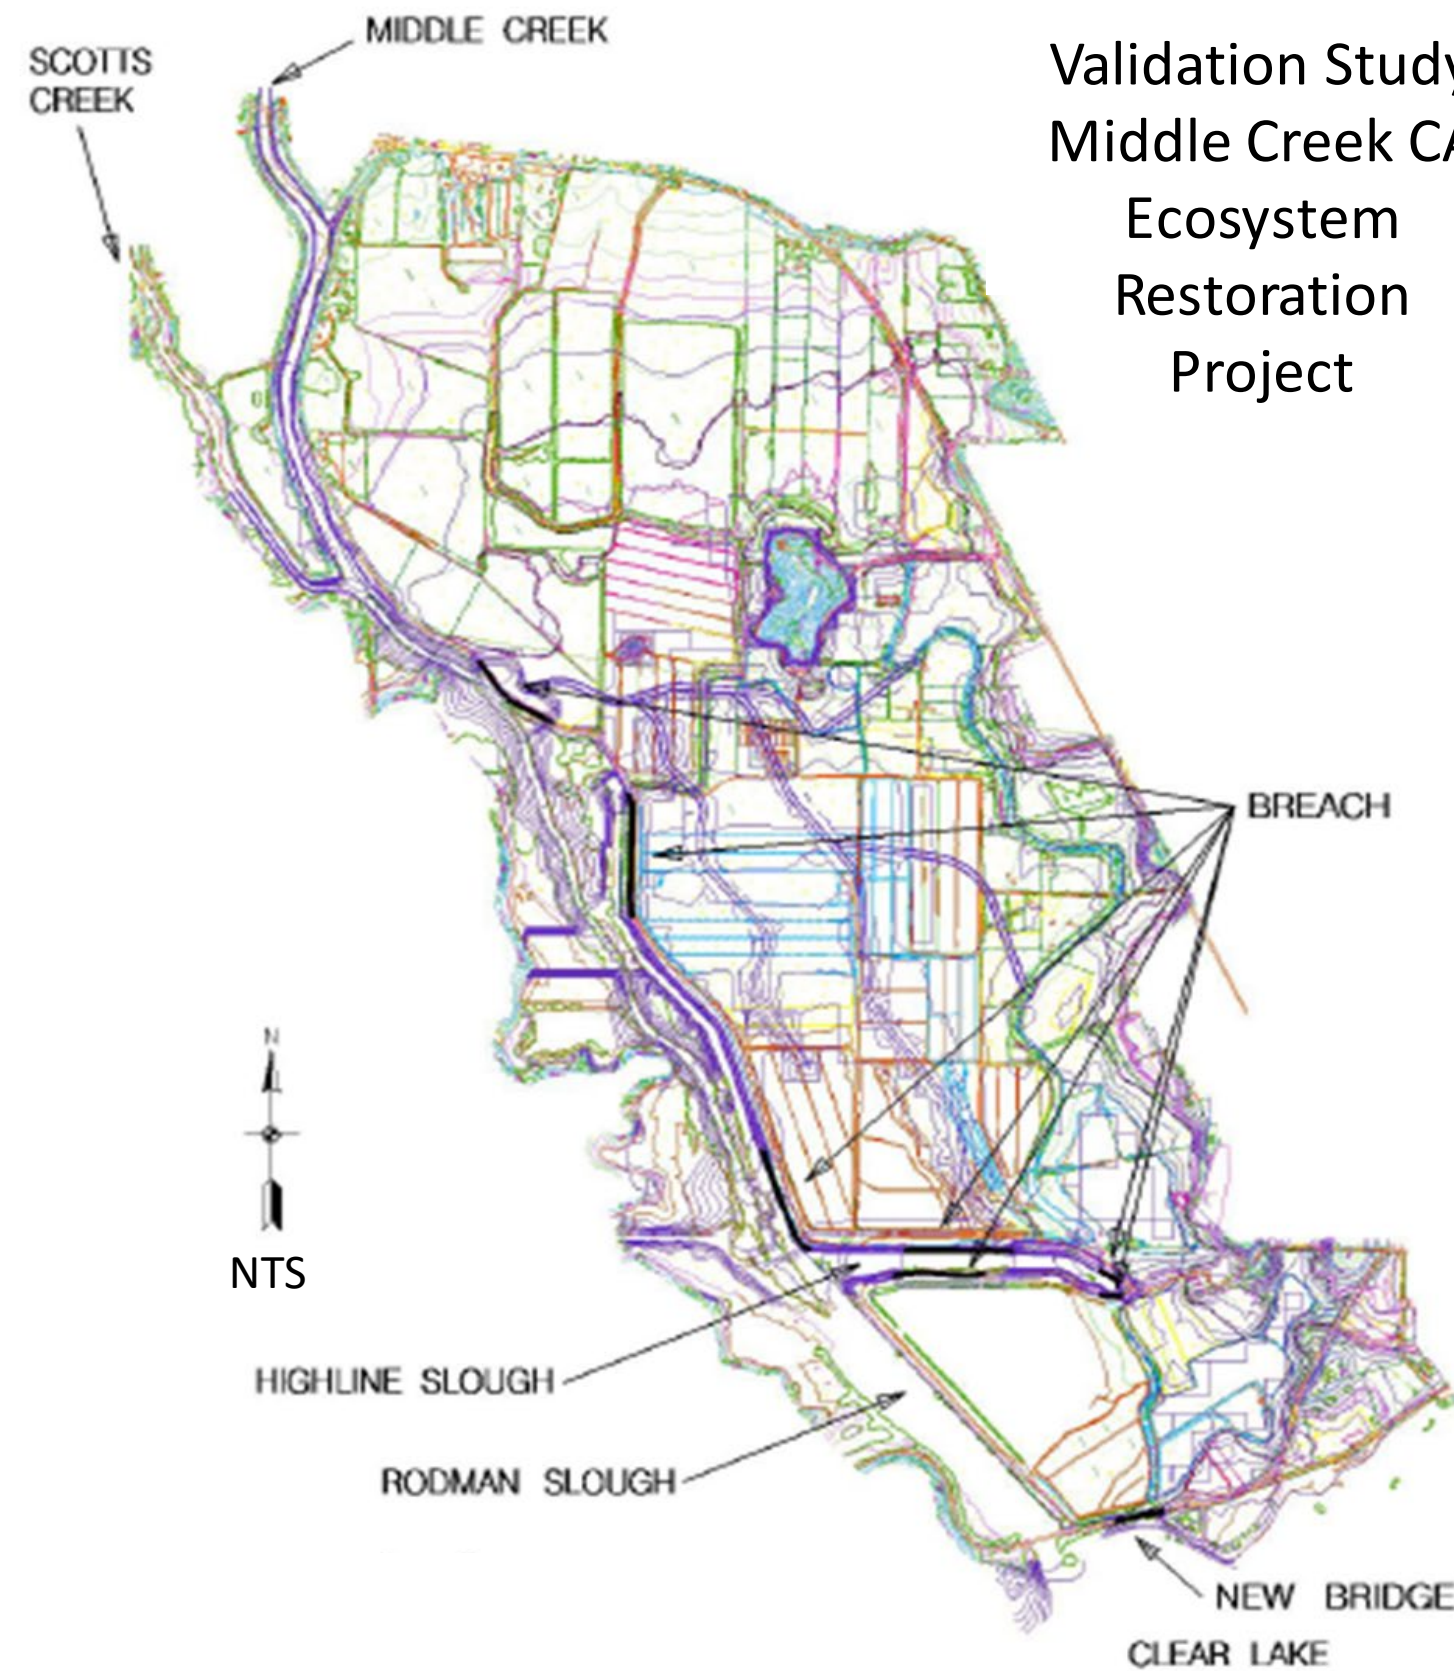 MIDDLE CREEK
SCOTTS
CREEK
Validation Study
Middle Creek CA
Ecosystem
Restoration
Project
BREACH
N
NTS
HIGHLINE SLOUGH
RODMAN SLOUGH
NEW BRIDGE
CLEAR LAKE